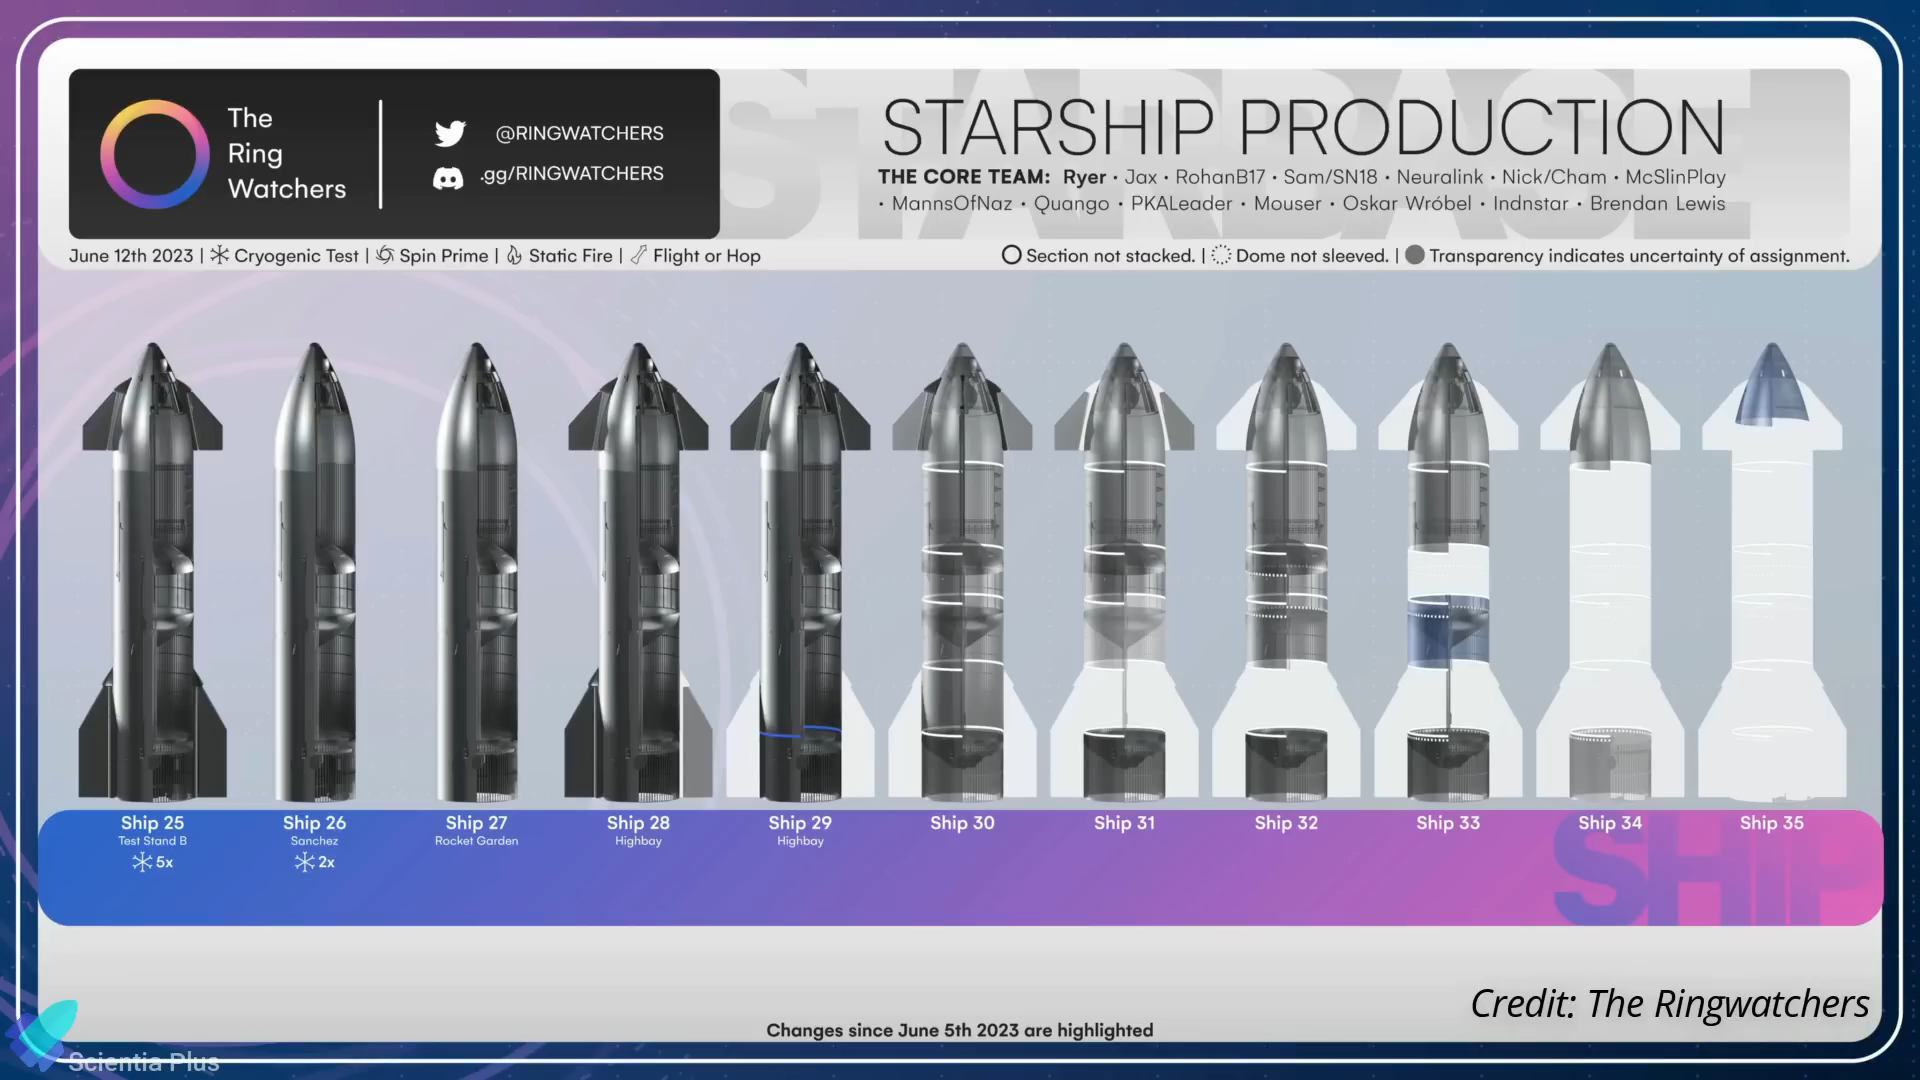 The
Ring
Watchers
@RINGWATCHERS
.gg/RINGWATCHERS
STARBASE
STARSHIP PRODUCTION
THE CORE TEAM: Ryer • Jax • RohanB17 • Sam/SN18 • Neuralink • Nick/Cham • McSlinPlay
• MannsOfNaz • Quango • PKALeader • Mouser • Oskar Wróbel • Indnstar • Brendan Lewis
June 12th 2023 | Cryogenic Test | Spin Prime | Static Fire | Flight or Hop
Section not stacked. | Dome not sleeved. | Transparency indicates uncertainty of assignment.
Ship 25
Test Stand B
5x
Ship 26
Sanchez
2x
Ship 27
Rocket Garden
Ship 28
Highbay
Ship 29
Highbay
Ship 30
Ship 31
Ship 32
Ship 33
Ship 34
Ship 35
SHIP
Credit: The Ringwatchers
Changes since June 5th 2023 are highlighted
Scientia Plus